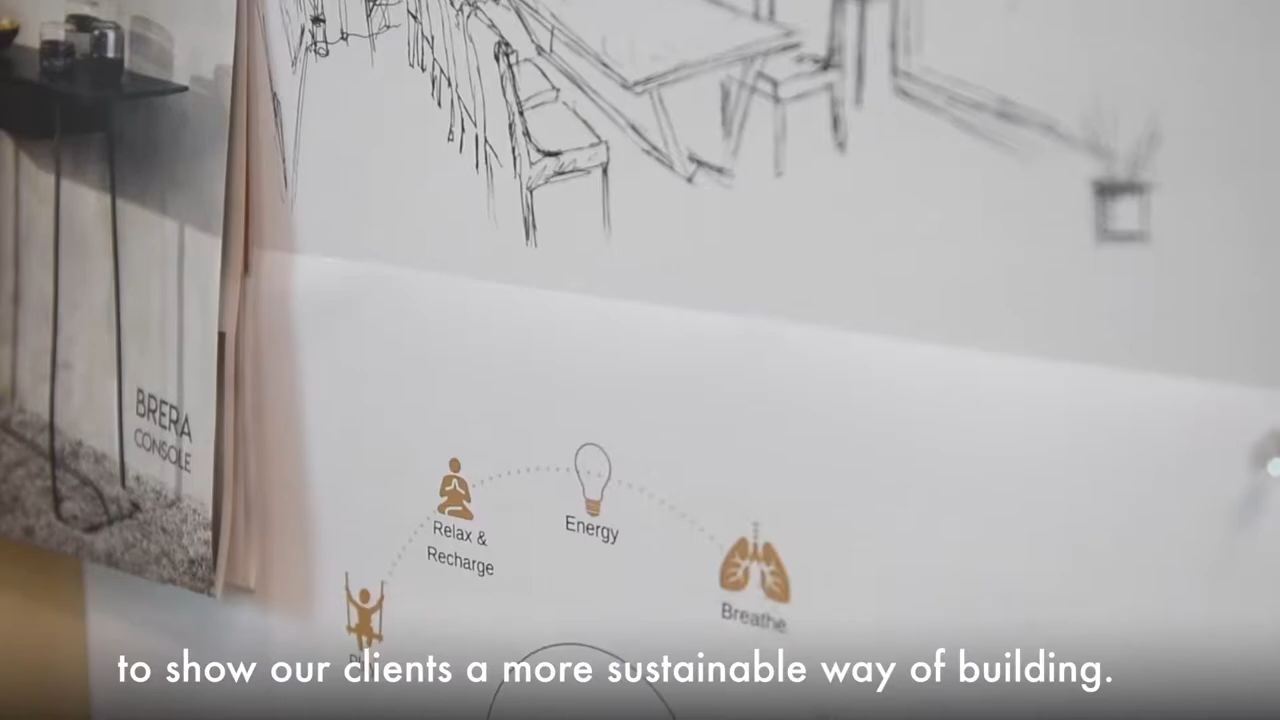 BRERA
CONSOLE
Relax &
Recharge
Energy
Breathe
to show our clients a more sustainable way of building.